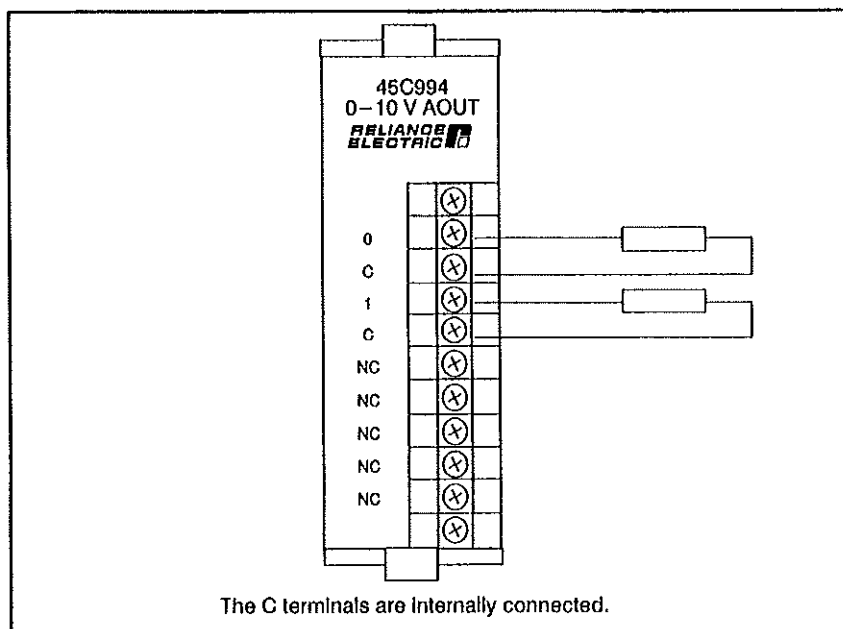 45C994
0-10 V AOUT
RELIANCE
ELECTRIC
0
C
1
C
NC
NC
NC
NC
NC
The C terminals are internally connected.